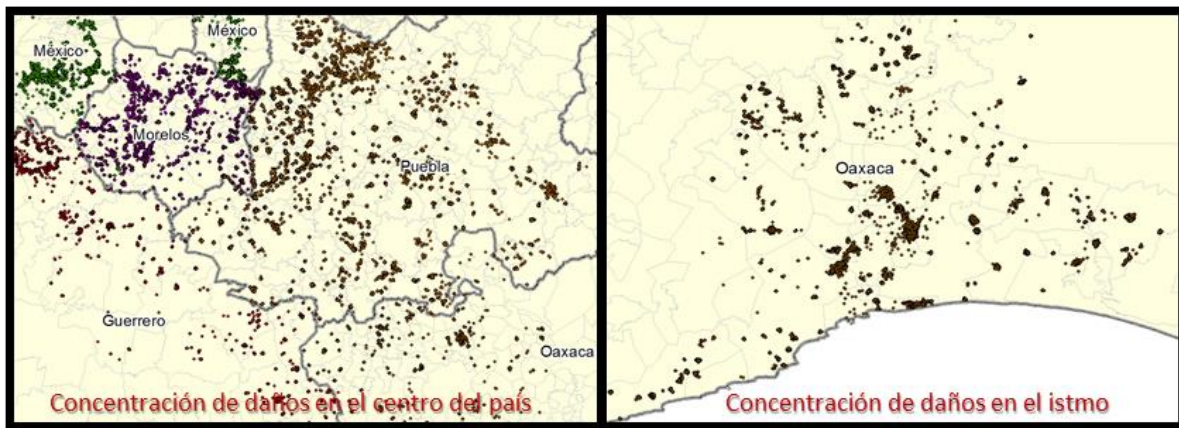 México
México
Morelos
Puebla
Guerrero
Oaxaca
Concentración de daños en el centro del país
Oaxaca
Concentración de daños en el istmo